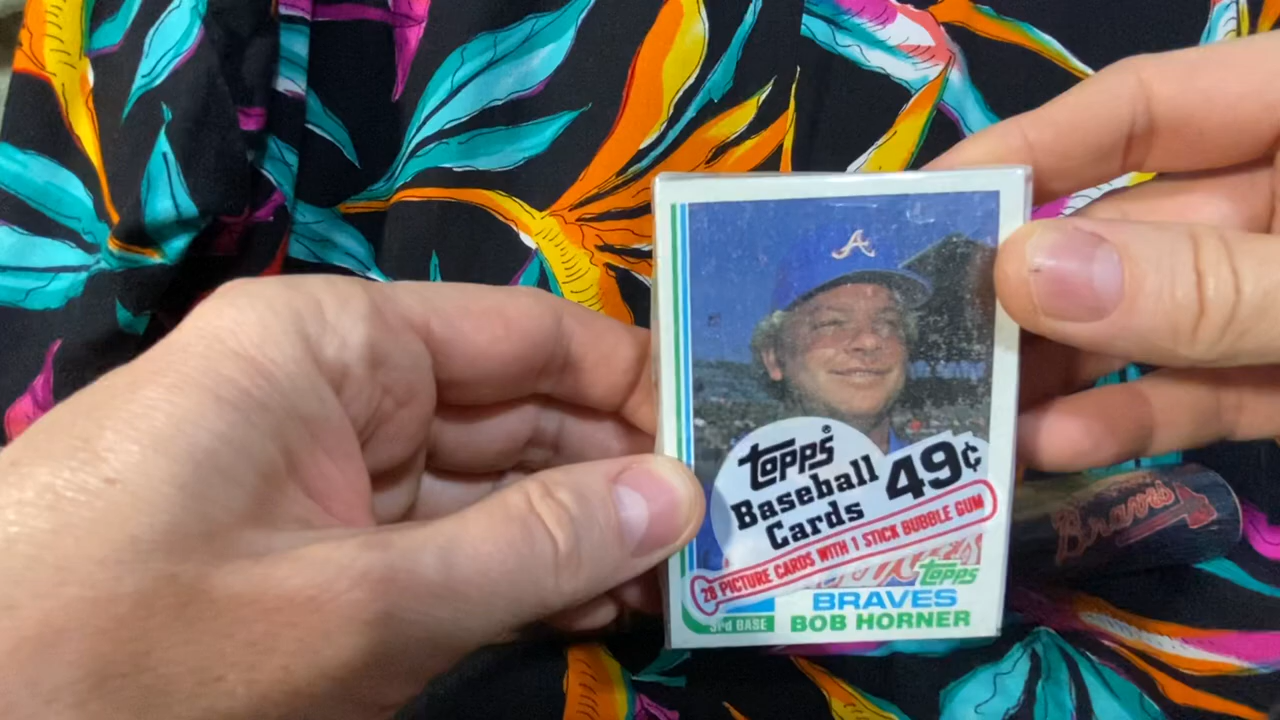 A
topps®
Baseball
Cards
49¢
28 PICTURE CARDS WITH 1 STICK BUBBLE GUM
topps
BRAVES
3rd BASE
BOB HORNER
Braves